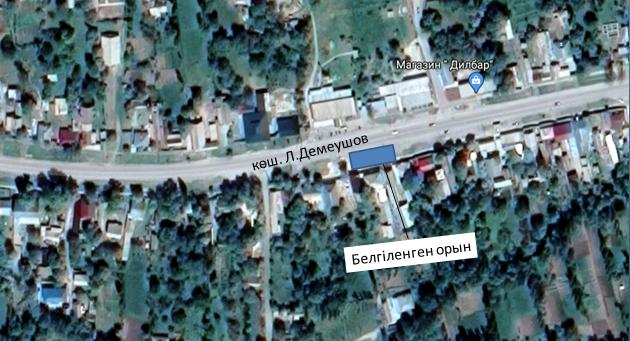 Магазин " Дилбар"
көш. Л.Демеушов
Белгіленген орын